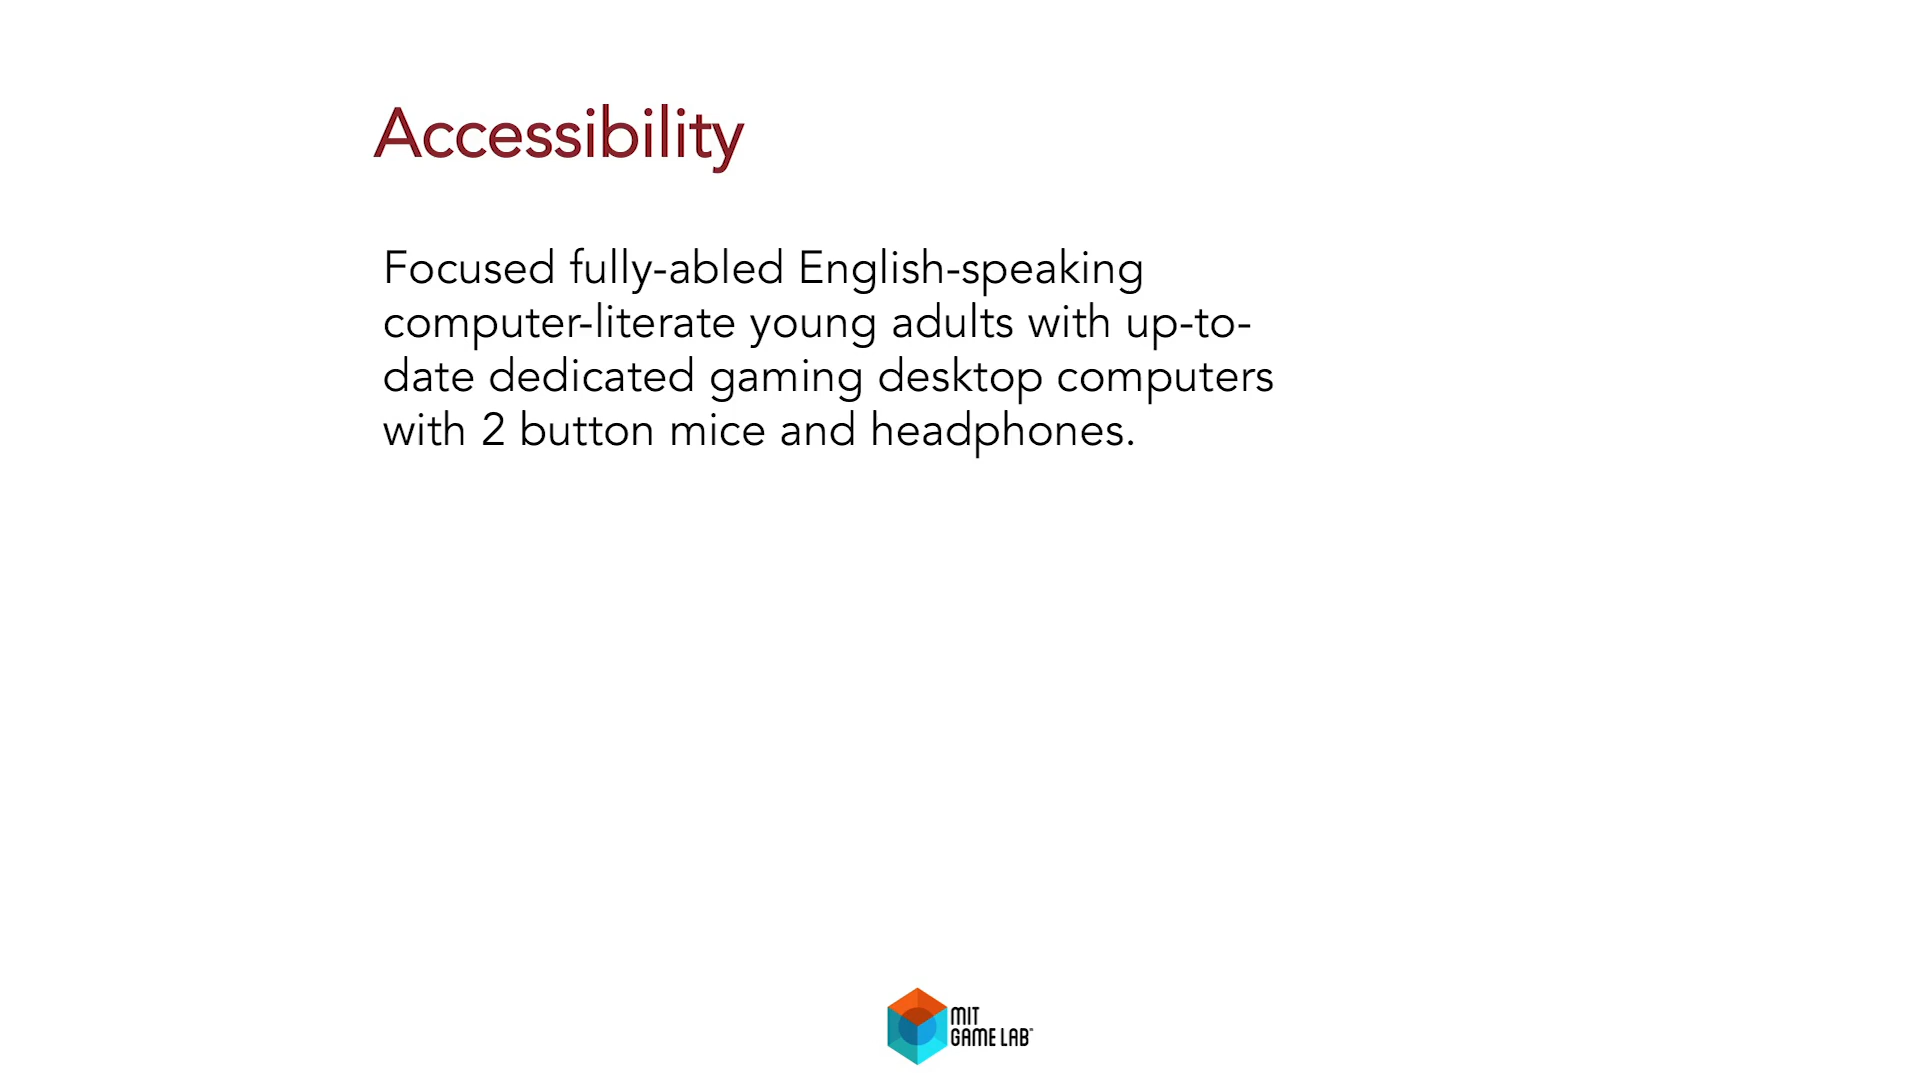 Accessibility
Focused fully-abled English-speaking
computer-literate young adults with up-to-
date dedicated gaming desktop computers
with 2 button mice and headphones.
MIT
GAME LAB™